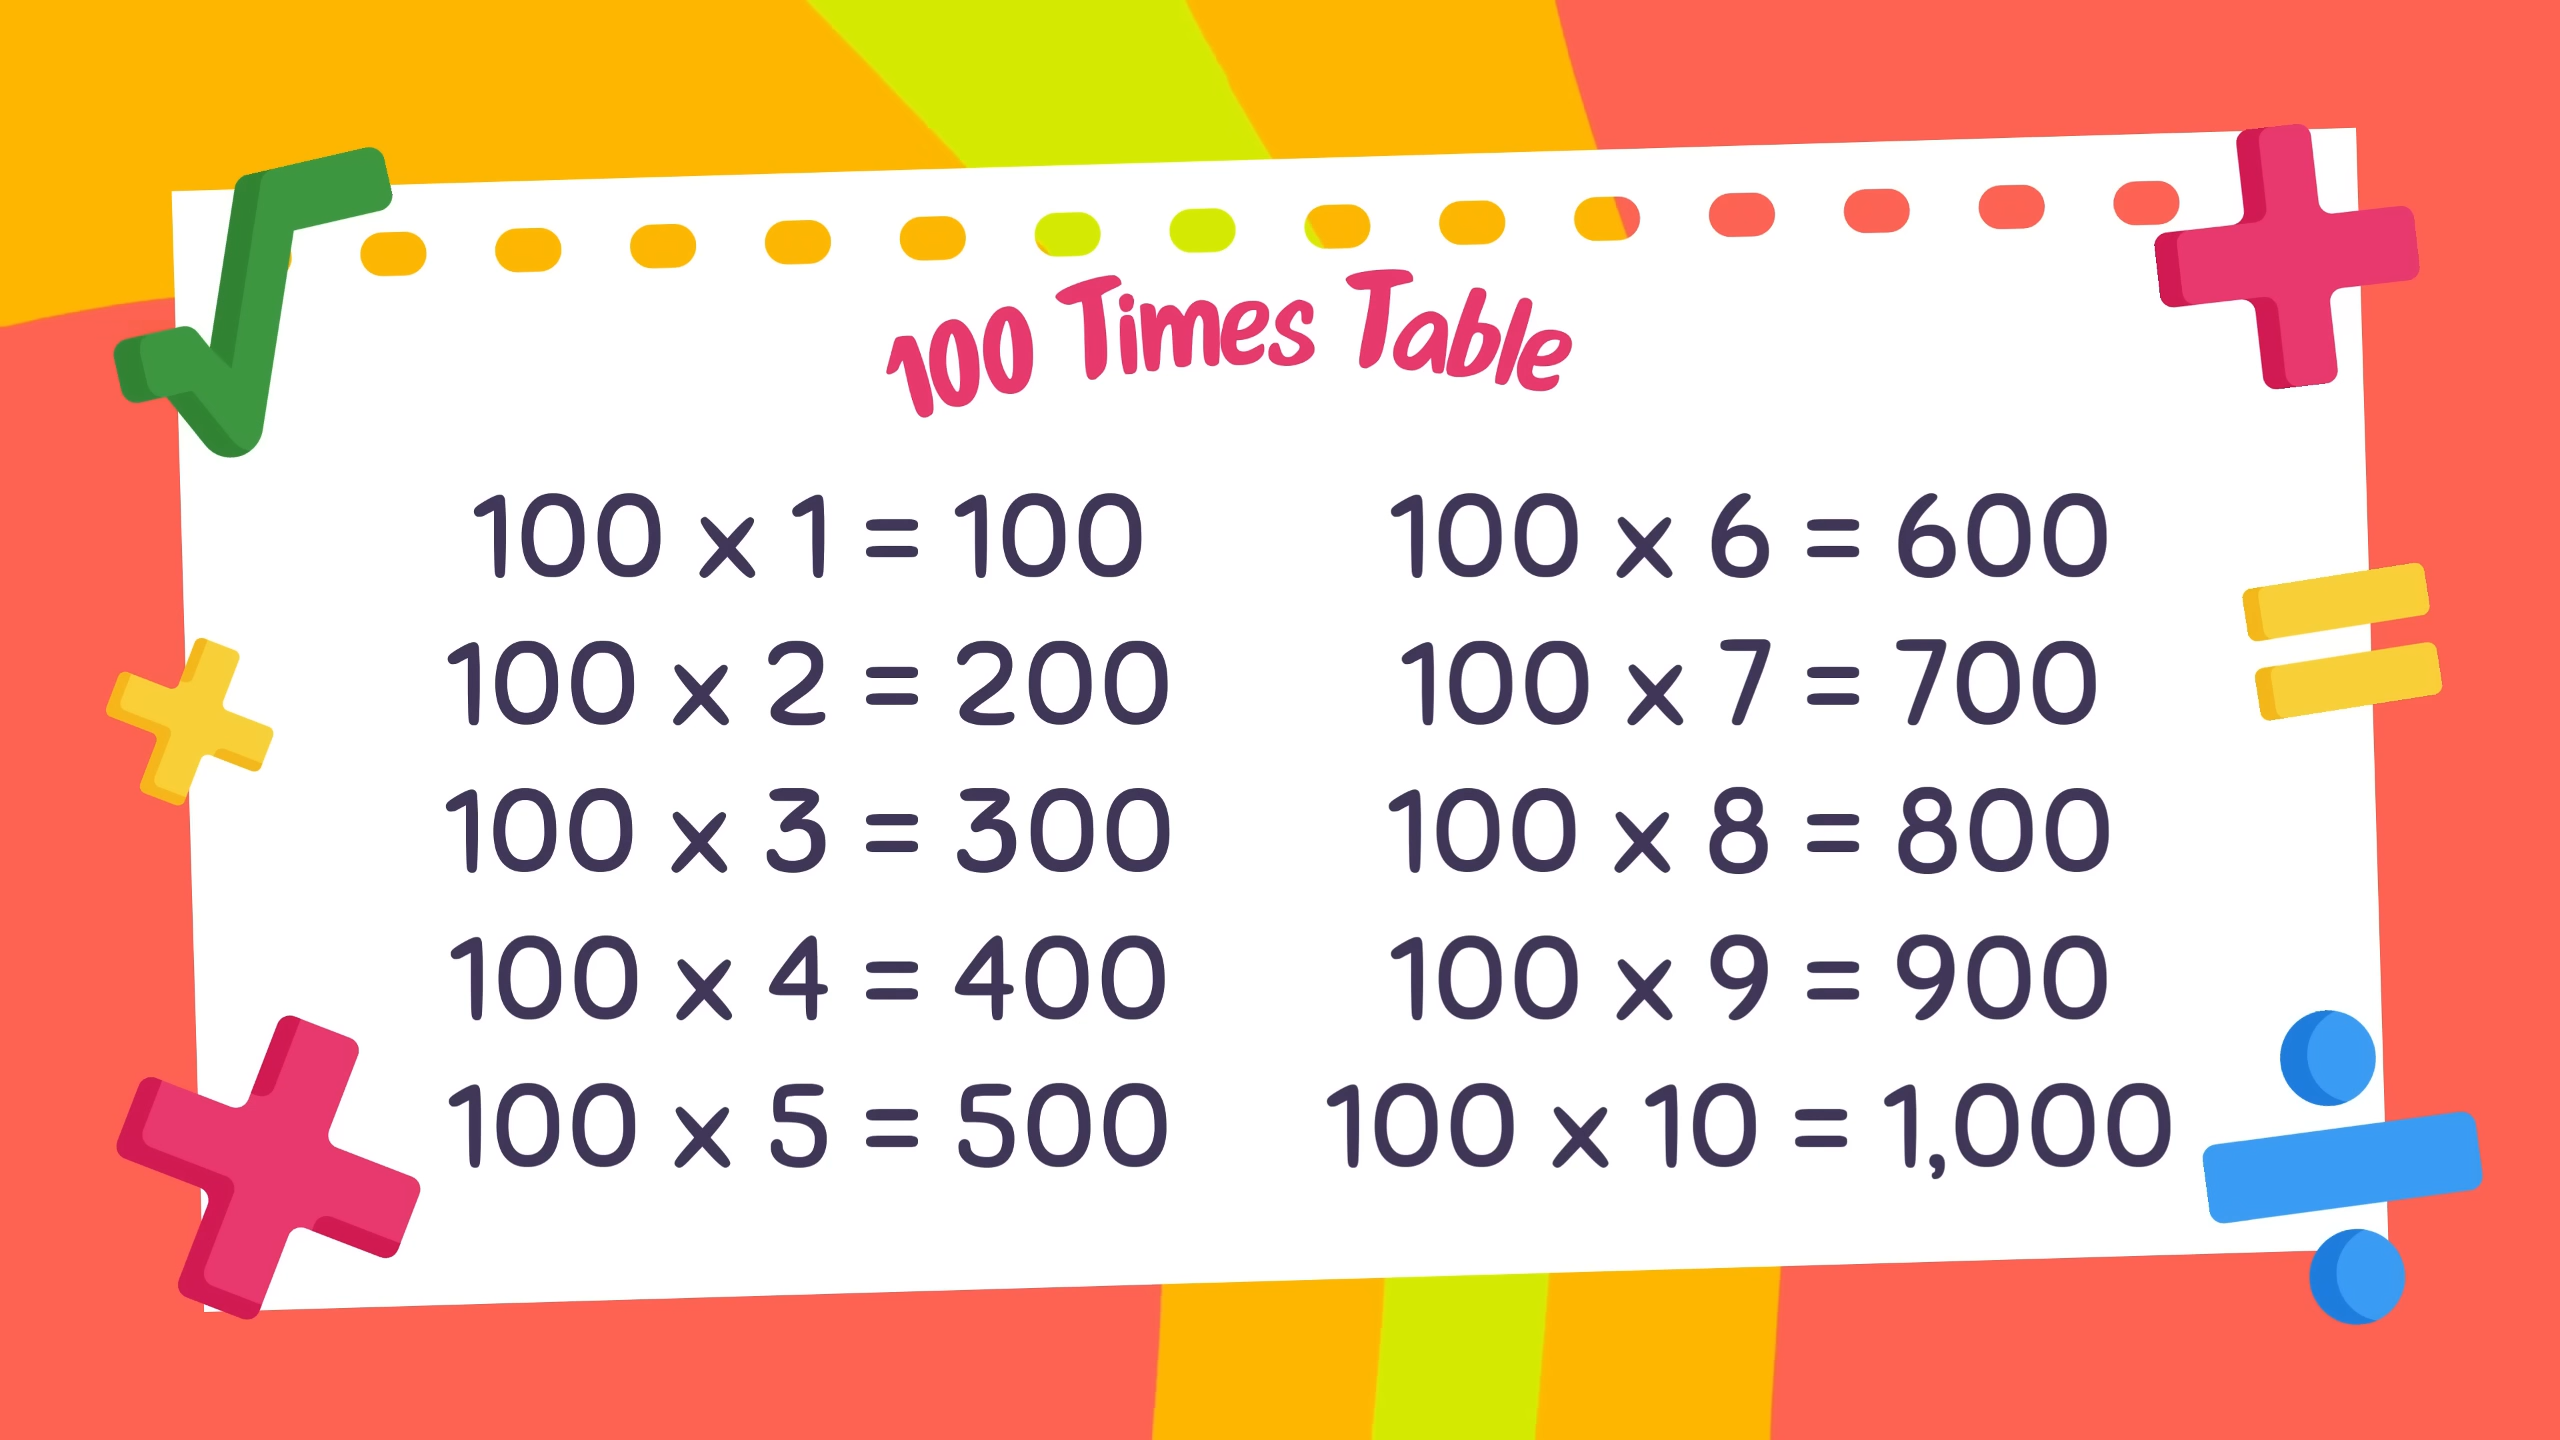 100 Times Table
100 x 1 = 100
100 x 2 = 200
100 x 3 = 300
100 x 4 = 400
100 x 5 = 500
100 x 6 = 600
100 x 7 = 700
100 x 8 = 800
100 x 9 = 900
100 x 10 = 1,000